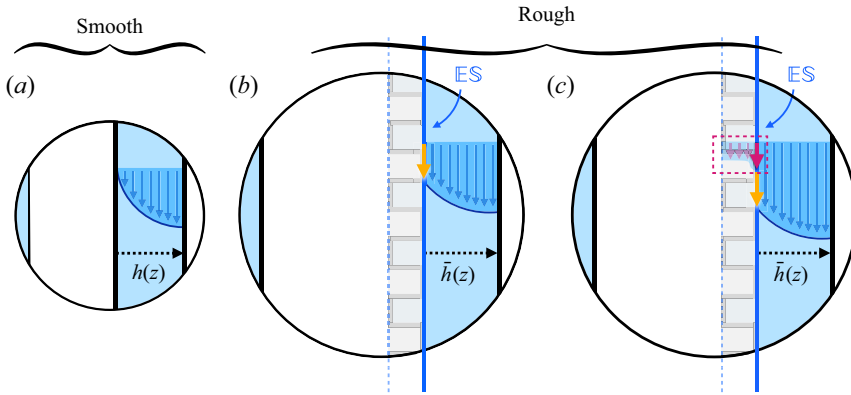 Smooth
Rough
(a)
(b)
(c)
𝔼𝕊
𝔼𝕊
h(z)
h̄(z)
h̄(z)